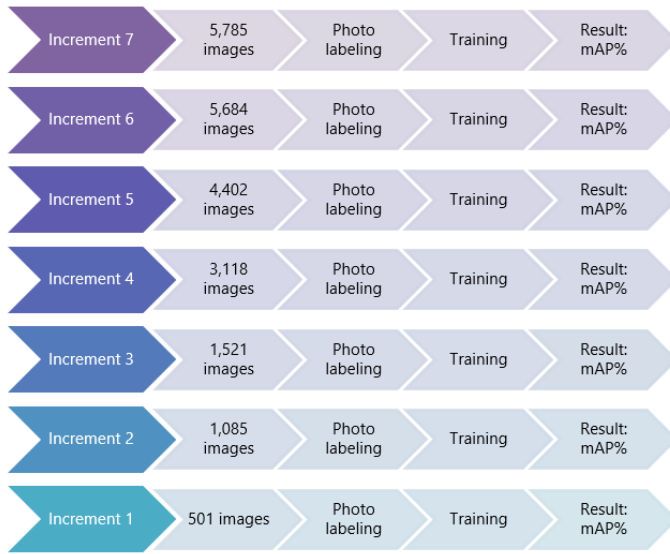 Increment 7
5,785
images
Photo
labeling
Training
Result:
mAP%
Increment 6
5,684
images
Photo
labeling
Training
Result:
mAP%
Increment 5
4,402
images
Photo
labeling
Training
Result:
mAP%
Increment 4
3,118
images
Photo
labeling
Training
Result:
mAP%
Increment 3
1,521
images
Photo
labeling
Training
Result:
mAP%
Increment 2
1,085
images
Photo
labeling
Training
Result:
mAP%
Increment 1
501 images
Photo
labeling
Training
Result:
mAP%